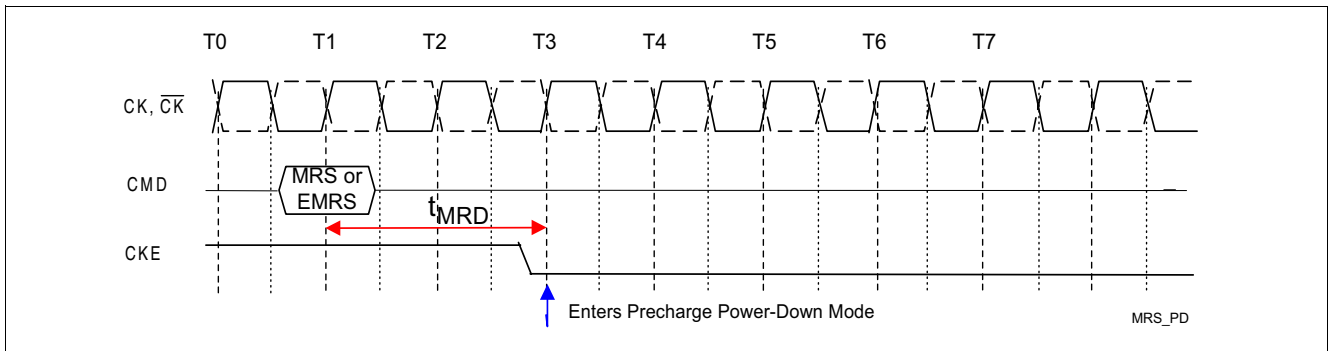 T0 T1 T2 T3 T4 T5 T6 T7
CK, CK
CMD
MRS or
EMRS
tMRD
CKE
Enters Precharge Power-Down Mode
MRS_PD